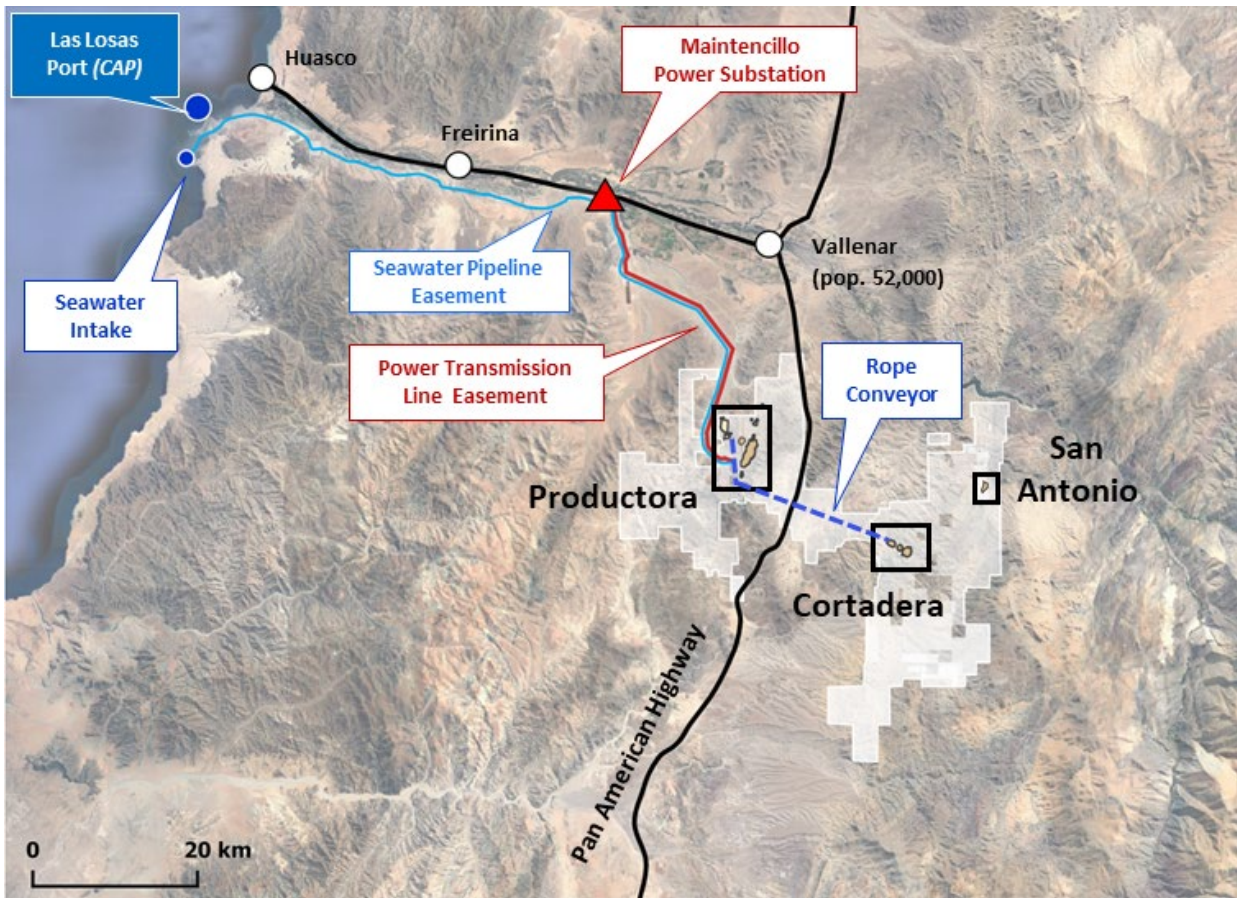 Las Losas
Port (CAP)
Huasco
Maintencillo
Power Substation
Freirina
Vallenar
(pop. 52,000)
Seawater Pipeline
Easement
Seawater
Intake
Power Transmission
Line Easement
Rope
Conveyor
San
Antonio
Productora
Cortadera
Pan American Highway
0 20 km